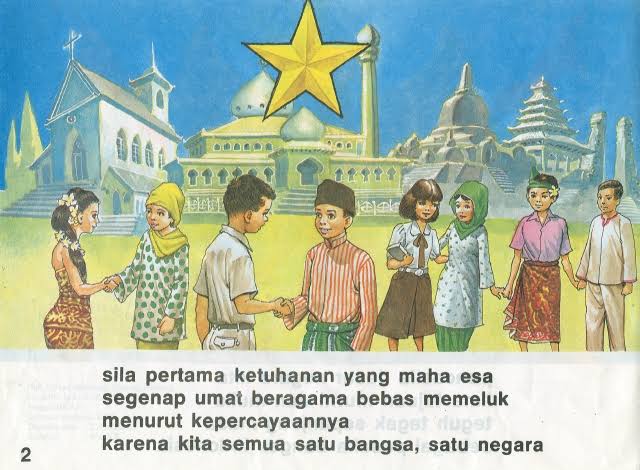 sila pertama ketuhanan yang maha esa
segenap umat beragama bebas memeluk
menurut kepercayaannya
karena kita semua satu bangsa, satu negara
2